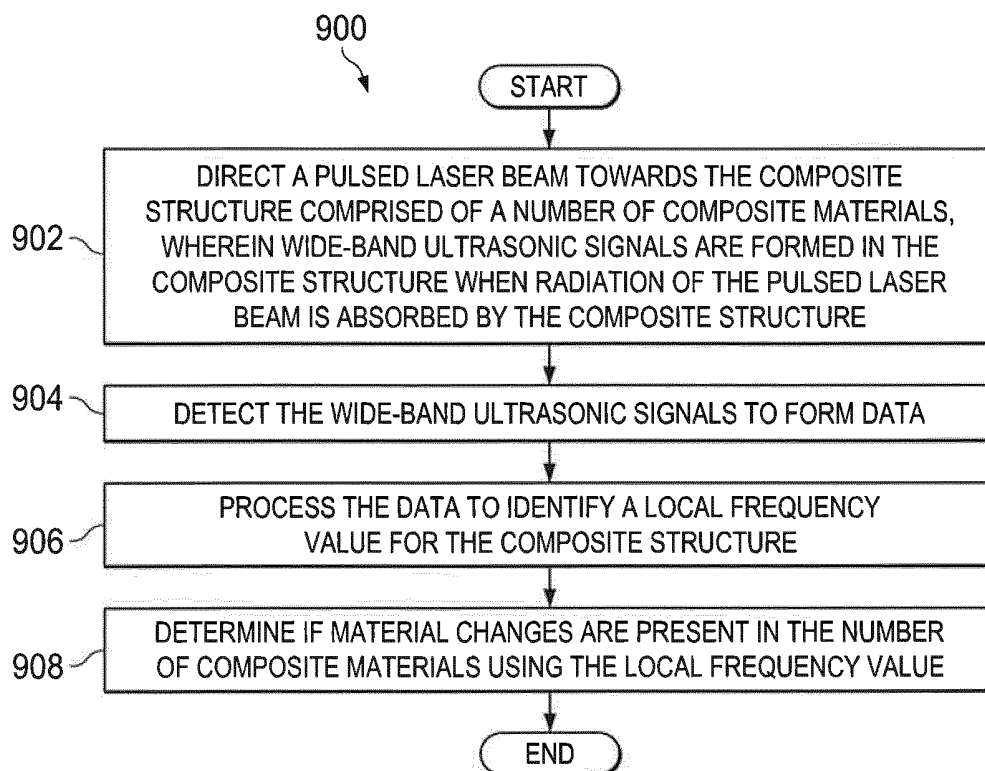 900
START
902
DIRECT A PULSED LASER BEAM TOWARDS THE COMPOSITE
STRUCTURE COMPRISED OF A NUMBER OF COMPOSITE MATERIALS,
WHEREIN WIDE-BAND ULTRASONIC SIGNALS ARE FORMED IN THE
COMPOSITE STRUCTURE WHEN RADIATION OF THE PULSED LASER
BEAM IS ABSORBED BY THE COMPOSITE STRUCTURE
904
DETECT THE WIDE-BAND ULTRASONIC SIGNALS TO FORM DATA
906
PROCESS THE DATA TO IDENTIFY A LOCAL FREQUENCY
VALUE FOR THE COMPOSITE STRUCTURE
908
DETERMINE IF MATERIAL CHANGES ARE PRESENT IN THE NUMBER
OF COMPOSITE MATERIALS USING THE LOCAL FREQUENCY VALUE
END